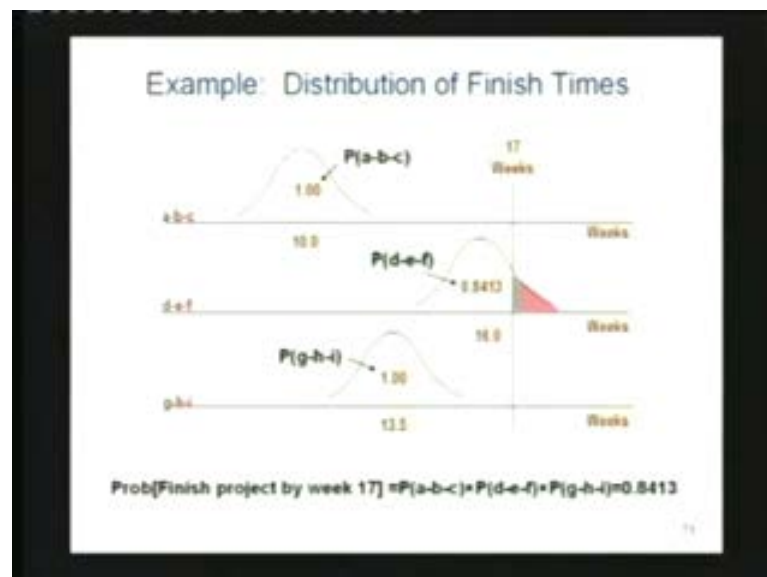 Example: Distribution of Finish Times
17
Weeks
P(a-b-c)
1.00
a-b-c
10.0
Weeks
P(d-e-f)
0.8413
d-e-f
16.0
Weeks
P(g-h-i)
1.00
g-h-i
13.5
Weeks
Prob[Finish project by week 17] =P(a-b-c)*P(d-e-f)*P(g-h-i)=0.8413